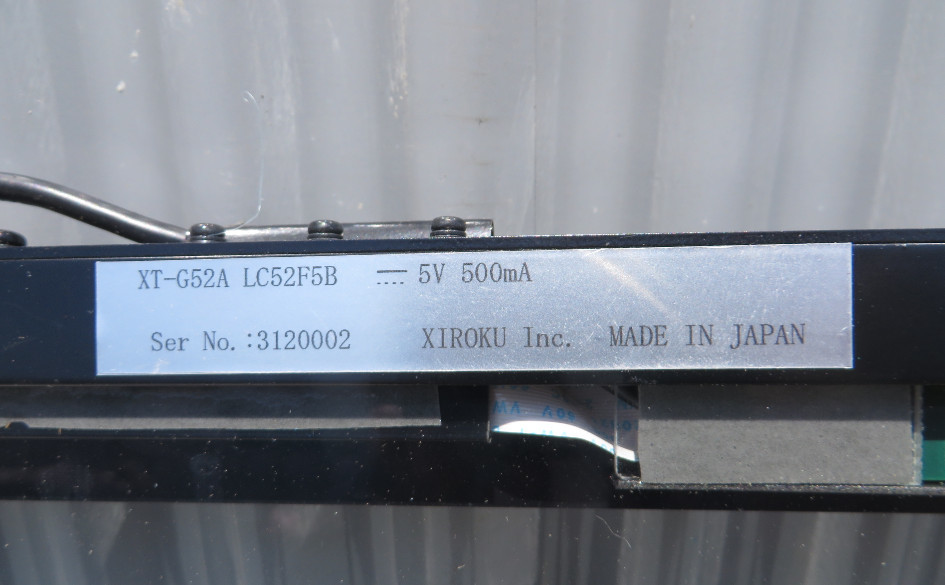 XT-G52A LC52F5B ⎓ 5V 500mA
Ser No.:3120002 XIROKU Inc. MADE IN JAPAN